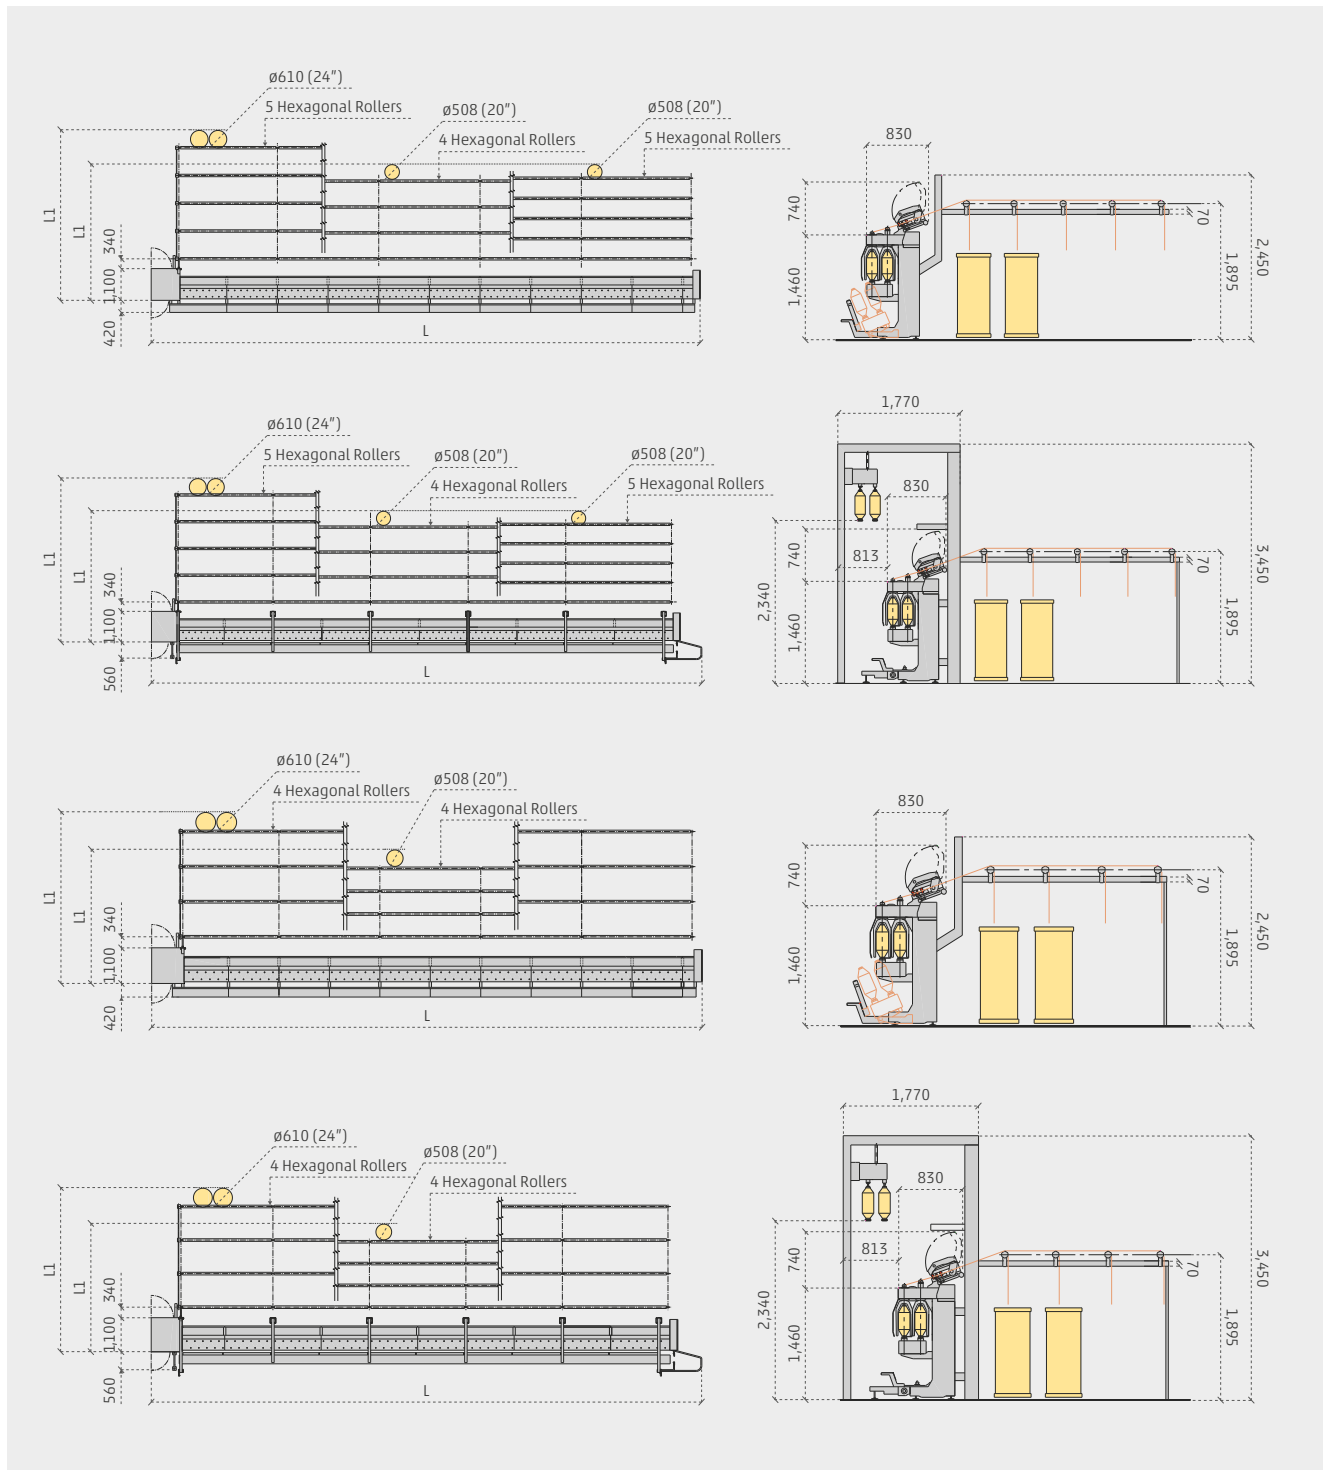 ø610 (24”)
5 Hexagonal Rollers
ø508 (20”)
4 Hexagonal Rollers
ø508 (20”)
5 Hexagonal Rollers
L1
L1
340
1,100
420
L
830
740
1,460
70
1,895
2,450
ø610 (24”)
5 Hexagonal Rollers
ø508 (20”)
4 Hexagonal Rollers
ø508 (20”)
5 Hexagonal Rollers
L1
L1
340
1,100
560
L
1,770
830
813
740
1,460
2,340
70
1,895
3,450
ø610 (24”)
4 Hexagonal Rollers
ø508 (20”)
4 Hexagonal Rollers
L1
L1
340
1,100
420
L
830
740
1,460
70
1,895
2,450
ø610 (24”)
4 Hexagonal Rollers
ø508 (20”)
4 Hexagonal Rollers
L1
L1
340
1,100
560
L
1,770
830
813
740
1,460
2,340
70
1,895
3,450